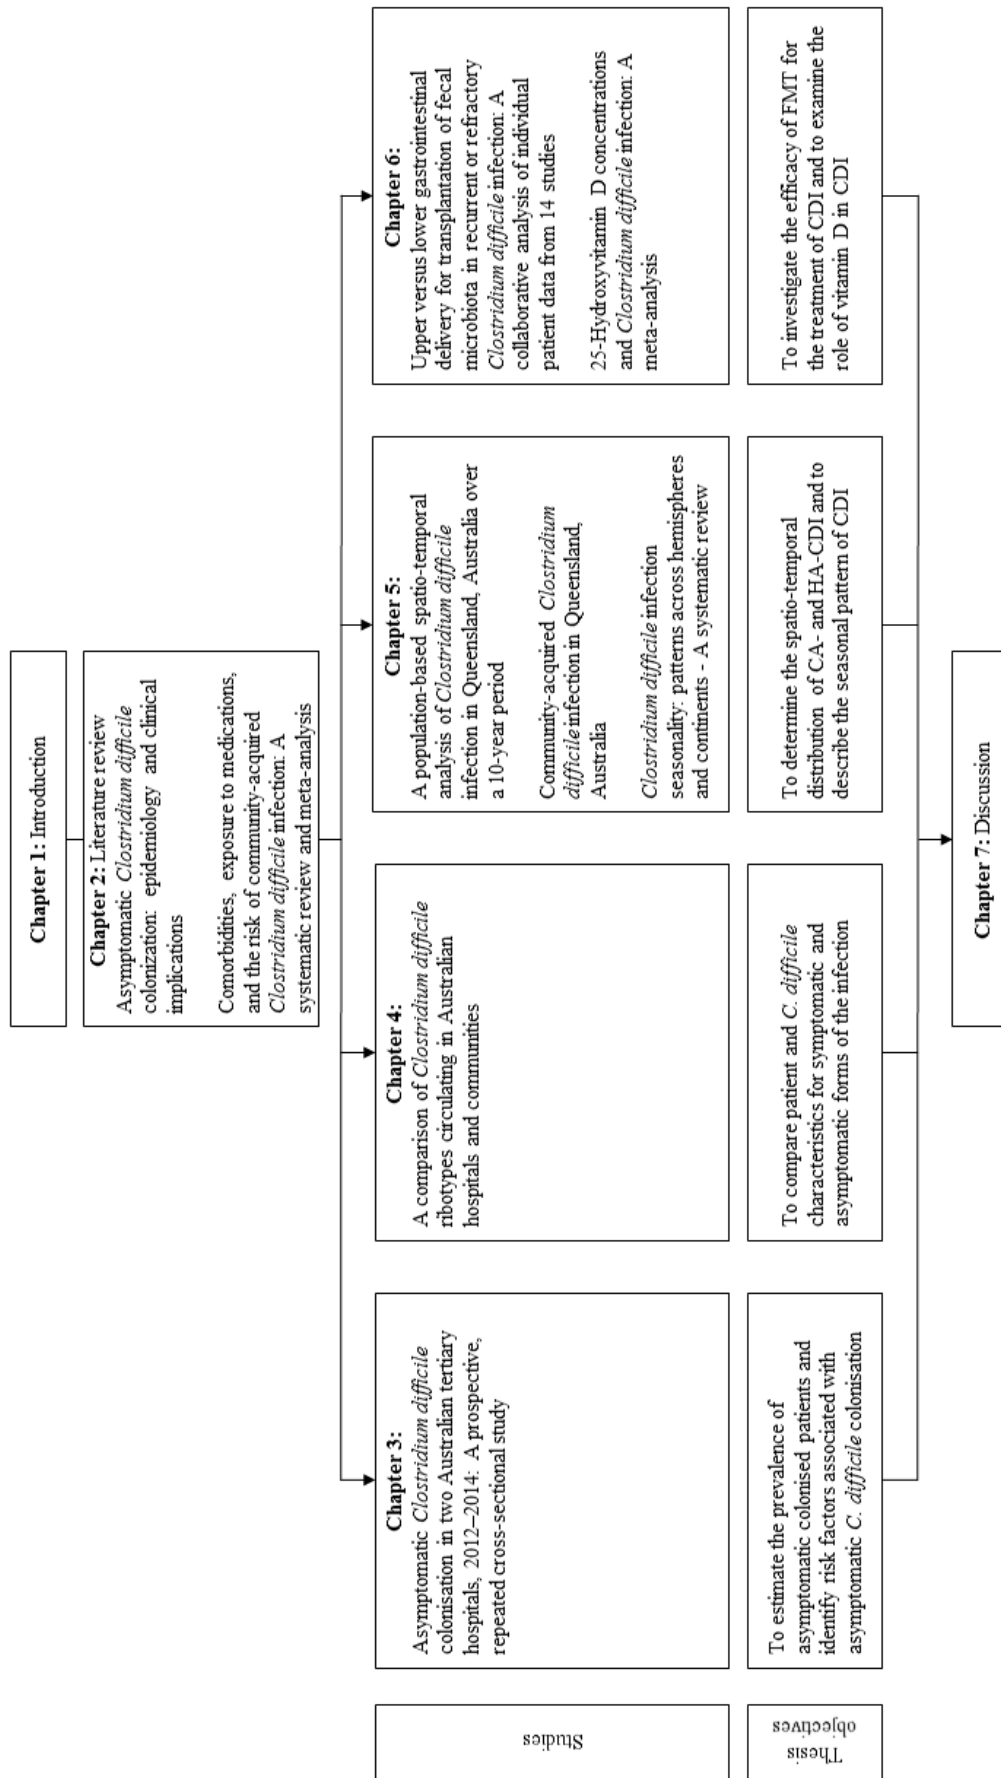 Chapter 1: Introduction
Chapter 2: Literature review
Asymptomatic Clostridium difficile
colonization: epidemiology and clinical
implications
Comorbidities, exposure to medications,
and the risk of community-acquired
Clostridium difficile infection: A
systematic review and meta-analysis
Studies
Chapter 3:
Asymptomatic Clostridium difficile
colonisation in two Australian tertiary
hospitals, 2012–2014: A prospective,
repeated cross-sectional study
Chapter 4:
A comparison of Clostridium difficile
ribotypes circulating in Australian
hospitals and communities
Chapter 5:
A population-based spatio-temporal
analysis of Clostridium difficile
infection in Queensland, Australia over
a 10-year period
Community-acquired Clostridium
difficile infection in Queensland,
Australia
Clostridium difficile infection
seasonality: patterns across hemispheres
and continents - A systematic review
Chapter 6:
Upper versus lower gastrointestinal
delivery for transplantation of fecal
microbiota in recurrent or refractory
Clostridium difficile infection: A
collaborative analysis of individual
patient data from 14 studies
25-Hydroxyvitamin D concentrations
and Clostridium difficile infection: A
meta-analysis
Thesis
objectives
To estimate the prevalence of
asymptomatic colonised patients and
identify risk factors associated with
asymptomatic C. difficile colonisation
To compare patient and C. difficile
characteristics for symptomatic and
asymptomatic forms of the infection
To determine the spatio-temporal
distribution of CA- and HA-CDI and to
describe the seasonal pattern of CDI
To investigate the efficacy of FMT for
the treatment of CDI and to examine the
role of vitamin D in CDI
Chapter 7: Discussion